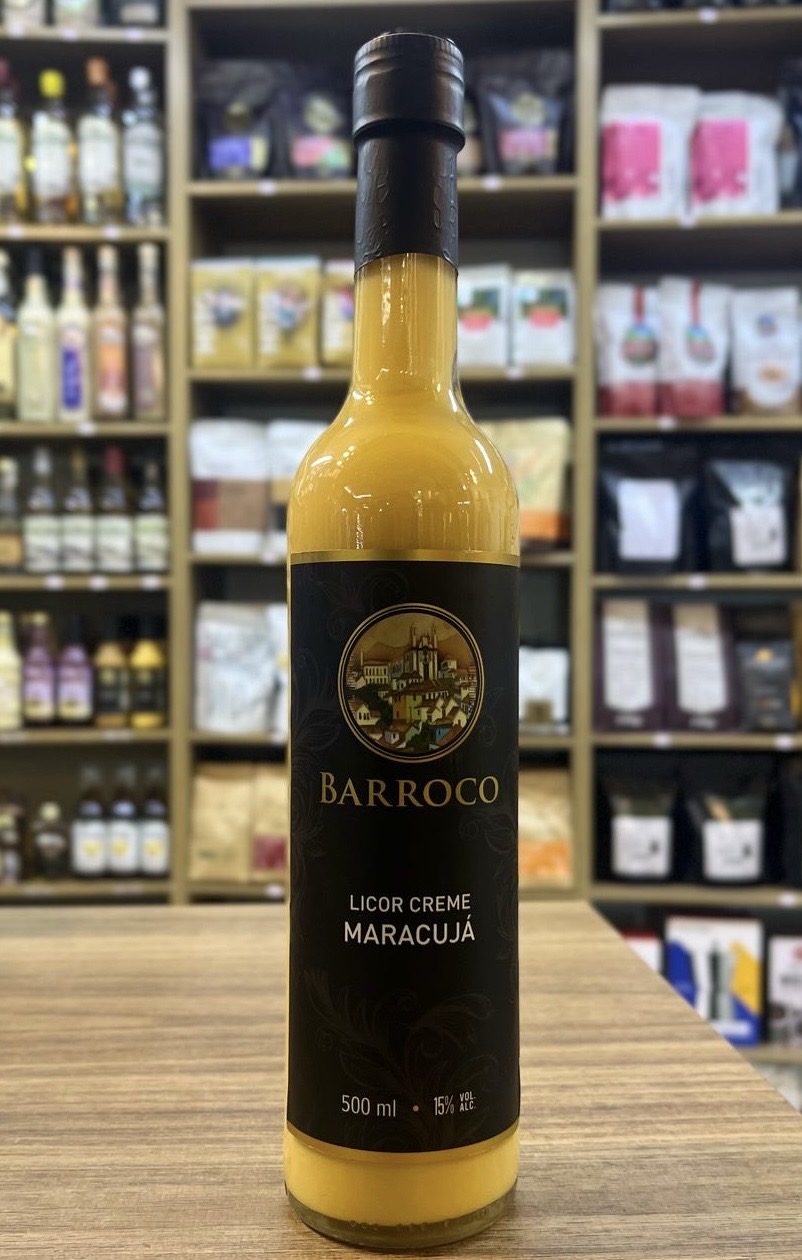 BARROCO
LICOR CREME
MARACUJÁ
500 ml • 15% VOL. ALC.